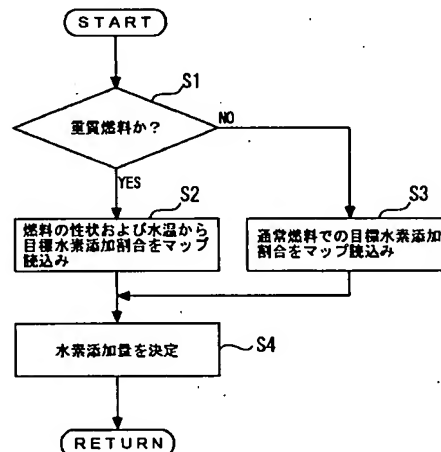 START
S1
重質燃料か？
NO
YES
S2
S3
燃料の性状および水温から
目標水素添加割合をマップ
読込み
通常燃料での目標水素添加
割合をマップ読込み
水素添加量を決定
S4
RETURN